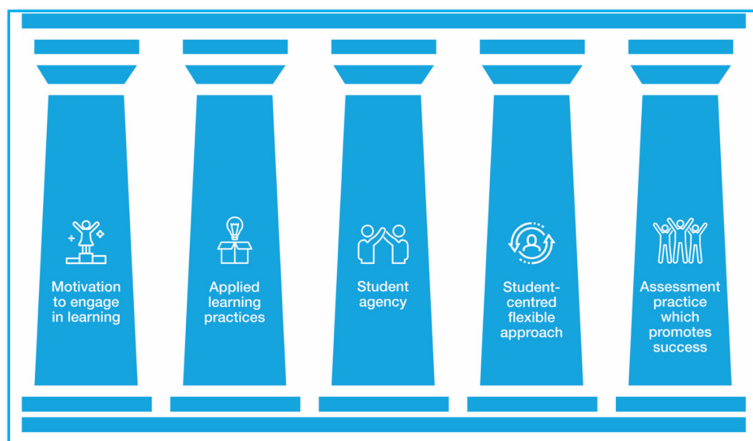 Motivation
to engage
in learning
Applied
learning
practices
Student
agency
Student-
centred
flexible
approach
Assessment
practice
which
promotes
success